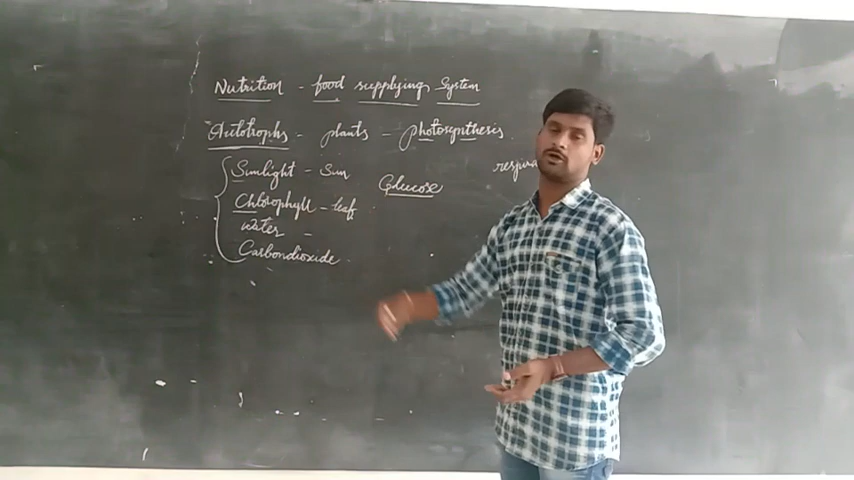 Nutrition - food supplying System
Autotrophs - plants - photosynthesis
Sunlight - Sun
Glucose
Chlorophyll - leaf
water -
Carbondioxide